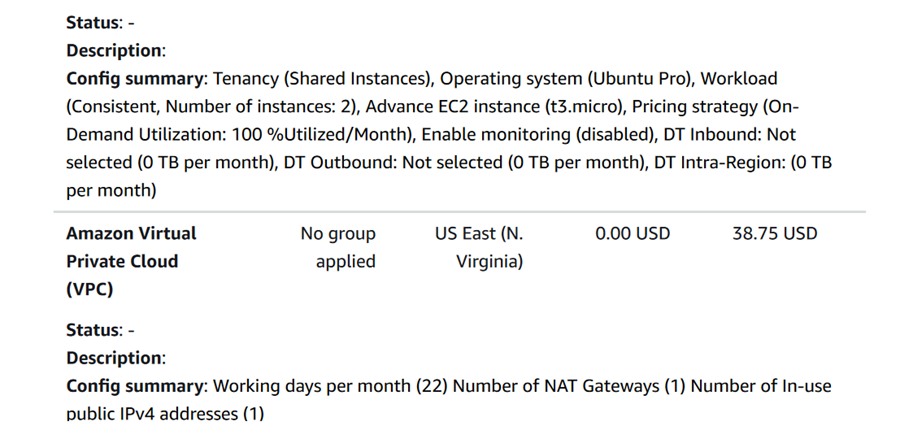 Status: -
Description:
Config summary: Tenancy (Shared Instances), Operating system (Ubuntu Pro), Workload
(Consistent, Number of instances: 2), Advance EC2 instance (t3.micro), Pricing strategy (On-
Demand Utilization: 100 %Utilized/Month), Enable monitoring (disabled), DT Inbound: Not
selected (0 TB per month), DT Outbound: Not selected (0 TB per month), DT Intra-Region: (0 TB
per month)
Amazon Virtual No group US East (N. 0.00 USD 38.75 USD
Private Cloud applied Virginia)
(VPC)
Status: -
Description:
Config summary: Working days per month (22) Number of NAT Gateways (1) Number of In-use
public IPv4 addresses (1)